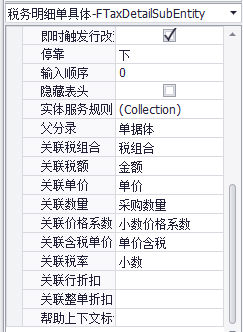 税务明细单具体-FTaxDetailSubEntity
即时触发行改
停靠 下
输入顺序 0
隐藏表头
实体服务规则 (Collection)
父分录 单据体
关联税组合 税组合
关联税额 金额
关联单价 单价
关联数量 采购数量
关联价格系数 小数价格系数
关联含税单价 单价含税
关联税率 小数
关联行折扣
关联整单折扣
帮助上下文标